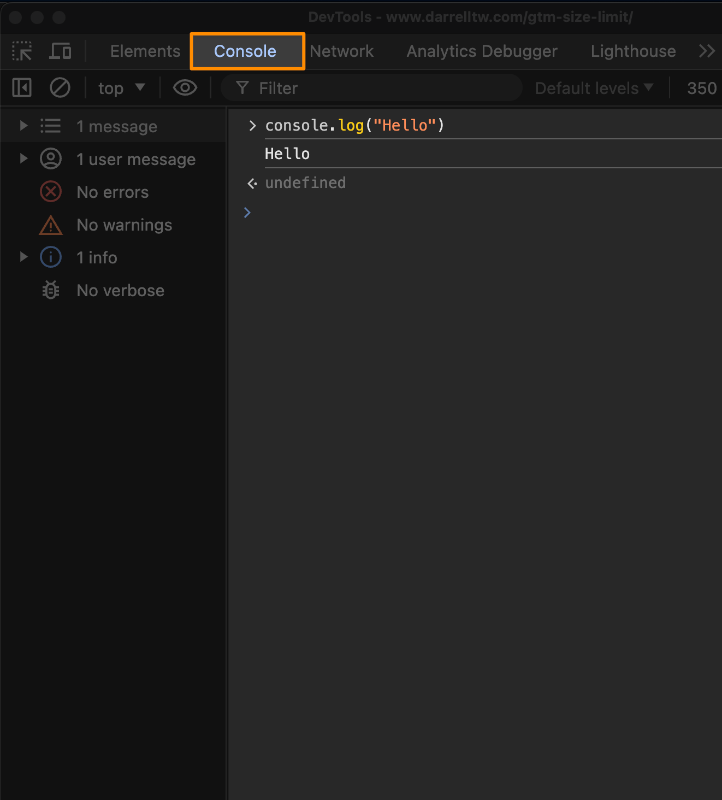 DevTools - www.darrelltw.com/gtm-size-limit/
Elements Console Network Analytics Debugger Lighthouse
top Filter Default levels 350
1 message
1 user message
No errors
No warnings
1 info
No verbose
> console.log("Hello")
Hello
undefined